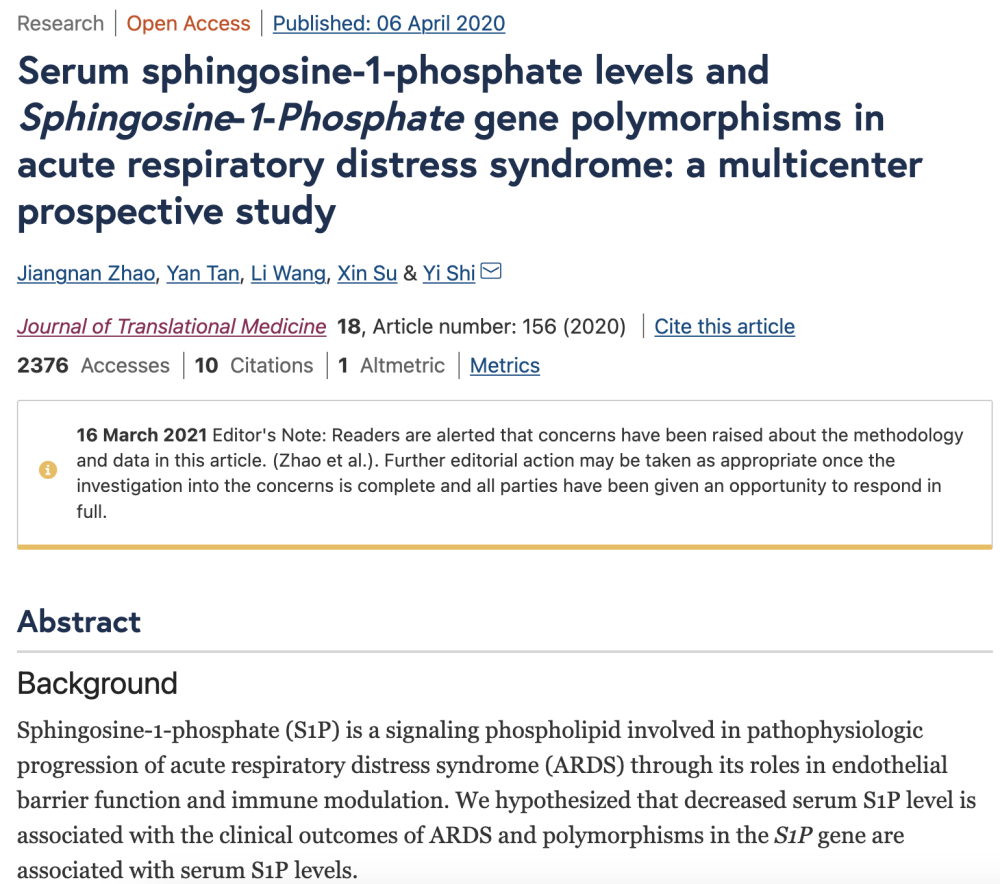 Research | Open Access | Published: 06 April 2020
Serum sphingosine-1-phosphate levels and
Sphingosine-1-Phosphate gene polymorphisms in
acute respiratory distress syndrome: a multicenter
prospective study
Jiangnan Zhao, Yan Tan, Li Wang, Xin Su & Yi Shi
Journal of Translational Medicine 18, Article number: 156 (2020) | Cite this article
2376 Accesses | 10 Citations | 1 Altmetric | Metrics
16 March 2021 Editor's Note: Readers are alerted that concerns have been raised about the methodology
and data in this article. (Zhao et al.). Further editorial action may be taken as appropriate once the
investigation into the concerns is complete and all parties have been given an opportunity to respond in
full.
Abstract
Background
Sphingosine-1-phosphate (S1P) is a signaling phospholipid involved in pathophysiologic
progression of acute respiratory distress syndrome (ARDS) through its roles in endothelial
barrier function and immune modulation. We hypothesized that decreased serum S1P level is
associated with the clinical outcomes of ARDS and polymorphisms in the S1P gene are
associated with serum S1P levels.